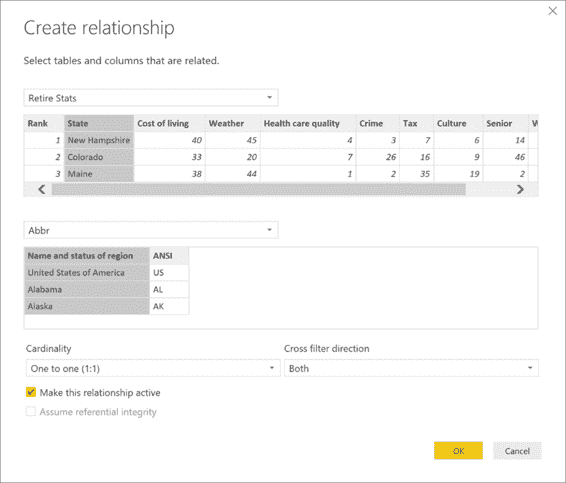 Create relationship
Select tables and columns that are related.
Retire Stats
Rank State Cost of living Weather Health care quality Crime Tax Culture Senior W
1 New Hampshire 40 45 4 3 7 6 14
2 Colorado 33 20 7 26 16 9 46
3 Maine 38 44 1 2 35 19 2
Abbr
Name and status of region ANSI
United States of America US
Alabama AL
Alaska AK
Cardinality Cross filter direction
One to one (1:1) Both
Make this relationship active
Assume referential integrity
OK Cancel